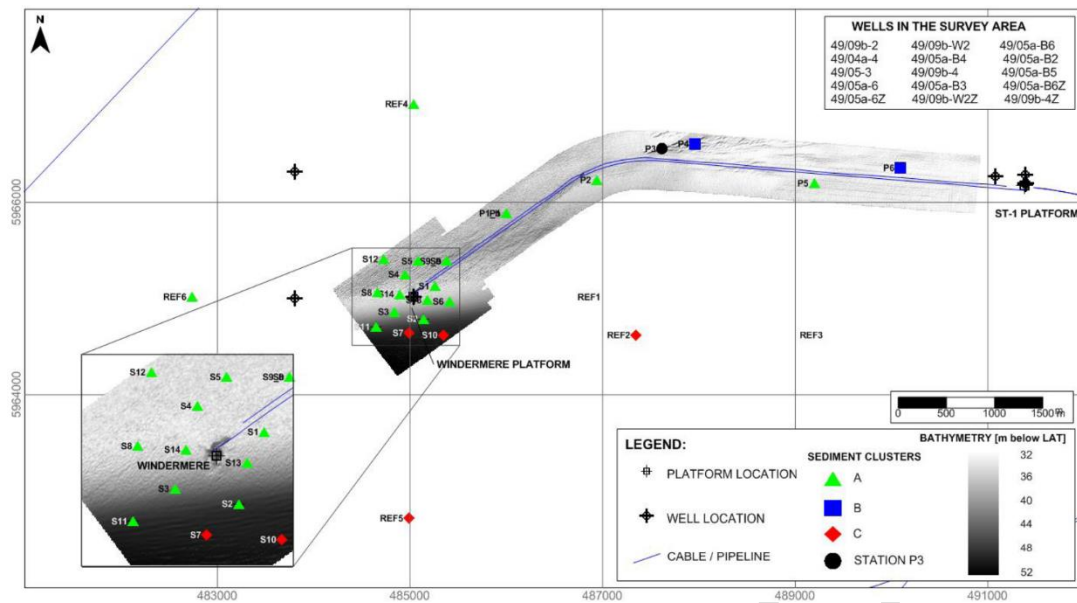 N
WELLS IN THE SURVEY AREA
49/09b-2 49/09b-W2 49/05a-B6
49/04a-4 49/05a-B4 49/05a-B2
49/05-3 49/09b-4 49/05a-B5
49/05a-6 49/05a-B3 49/05a-B6Z
49/05a-6Z 49/09b-W2Z 49/09b-4Z
REF4
P3
P4
P6
P2
P5
5966000
ST-1 PLATFORM
S12
S5
S4
S1
S8
S14
S6
REF6
REF1
S3
S2
S11
S7
S10
REF2
REF3
WINDERMERE PLATFORM
5964000
S12
S5
S4
S1
S8
S14
WINDERMERE
S13
S3
S2
S11
S7
S10
REF5
0 500 1000 1500 m
LEGEND:
PLATFORM LOCATION
WELL LOCATION
CABLE / PIPELINE
SEDIMENT CLUSTERS
A
B
C
STATION P3
BATHYMETRY [m below LAT]
32
36
40
44
48
52
483000 485000 487000 489000 491000